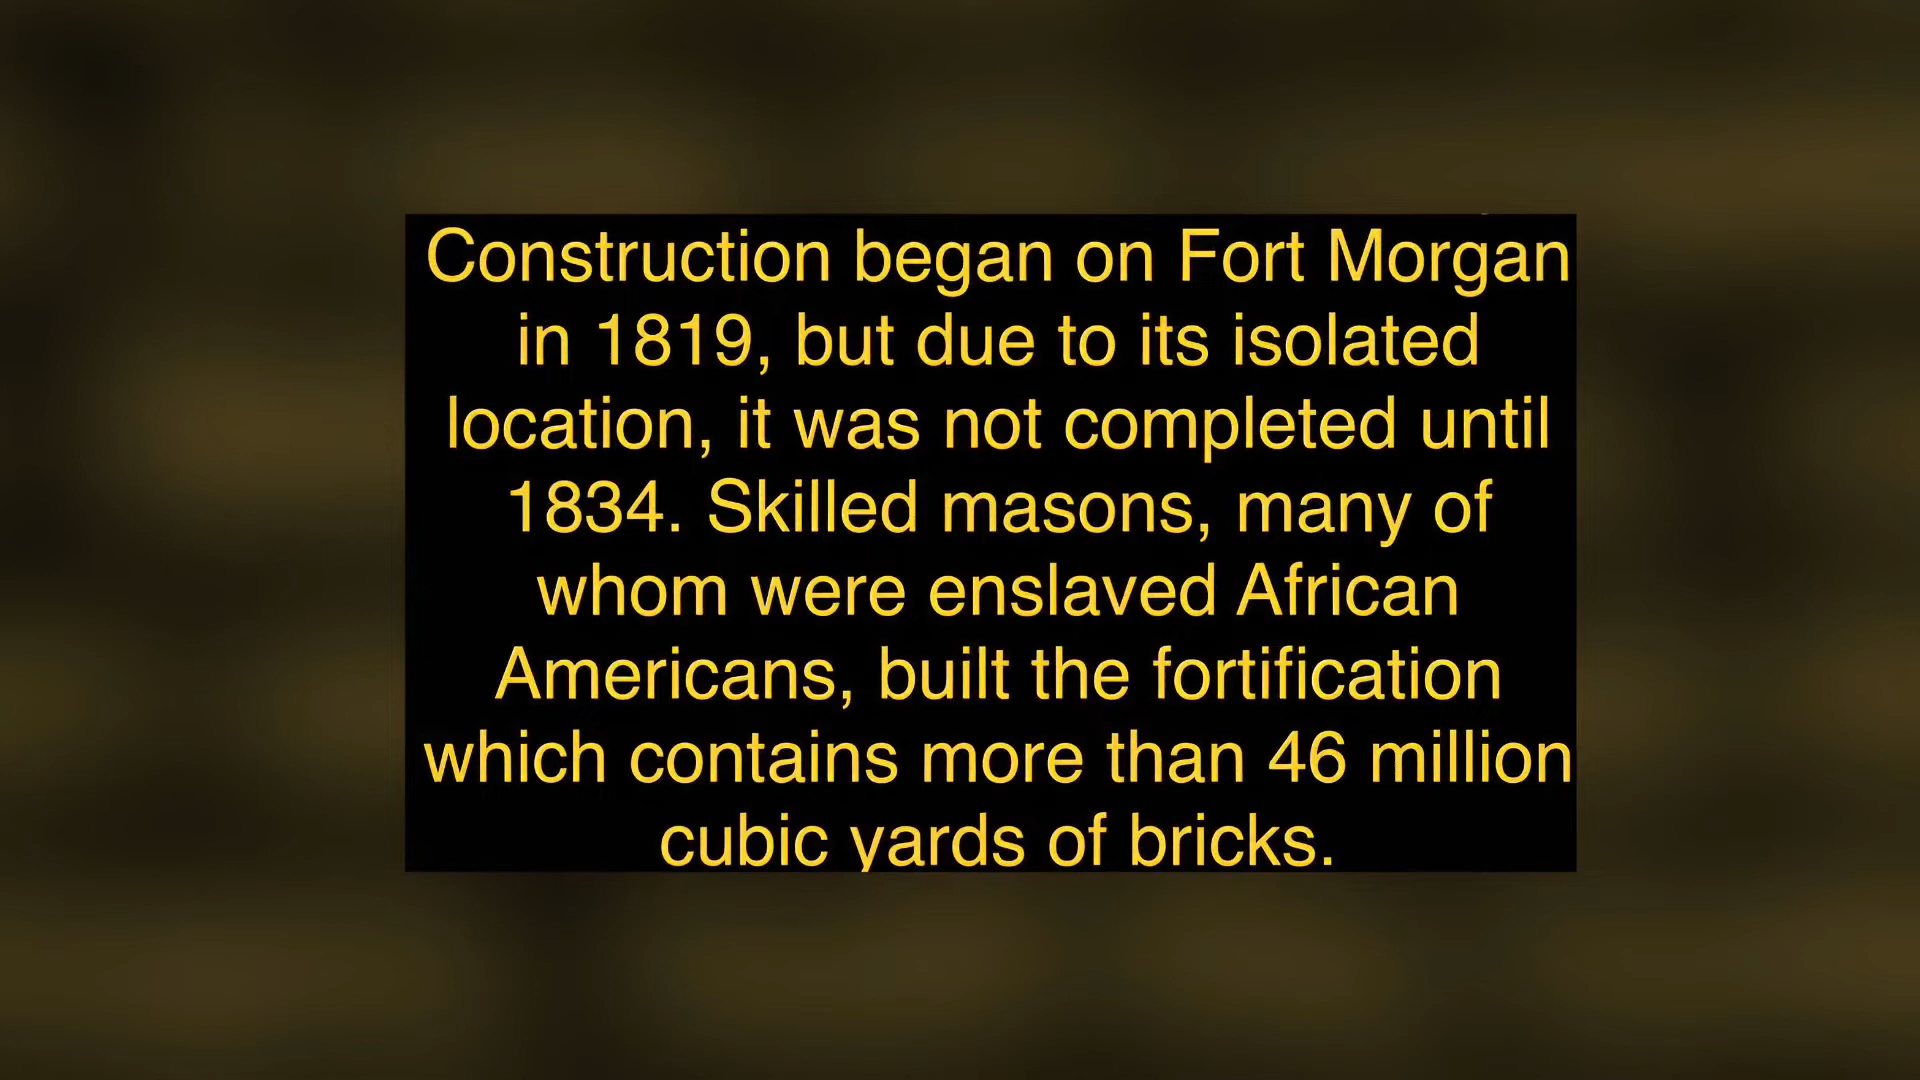 Construction began on Fort Morgan
in 1819, but due to its isolated
location, it was not completed until
1834. Skilled masons, many of
whom were enslaved African
Americans, built the fortification
which contains more than 46 million
cubic yards of bricks.